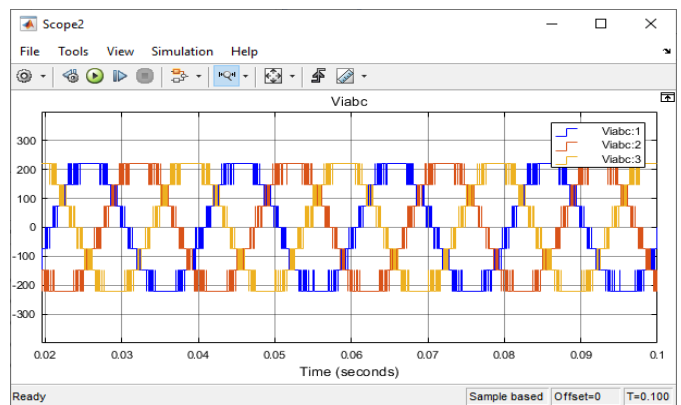 Scope2
File Tools View Simulation Help
Viabc
Viabc:1
Viabc:2
Viabc:3
300
200
100
0
-100
-200
-300
0.02 0.03 0.04 0.05 0.06 0.07 0.08 0.09 0.1
Time (seconds)
Ready Sample based Offset=0 T=0.100